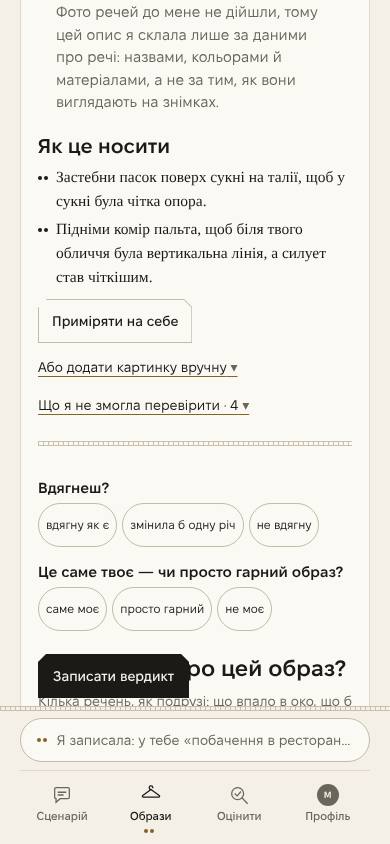 Фото речей до мене не дійшли, тому
цей опис я склала лише за даними
про речі: назвами, кольорами й
матеріалами, а не за тим, як вони
виглядають на знімках.
Як це носити
Застебни пасок поверх сукні на талії, щоб у
сукні була чітка опора.
Підніми комір пальта, щоб біля твого
обличчя була вертикальна лінія, а силует
став чіткішим.
Приміряти на себе
Або додати картинку вручну ▾
Що я не змогла перевірити · 4 ▾
Вдягнеш?
вдягну як є
змінила б одну річ
не вдягну
Це саме твоє — чи просто гарний образ?
саме моє
просто гарний
не моє
Записати вердикт
ро цей образ?
Кілька речень, як подрузі: що впало в око, що б
Я записала: у тебе «побачення в ресторан...
Сценарій
Образи
Оцінити
М
Профіль